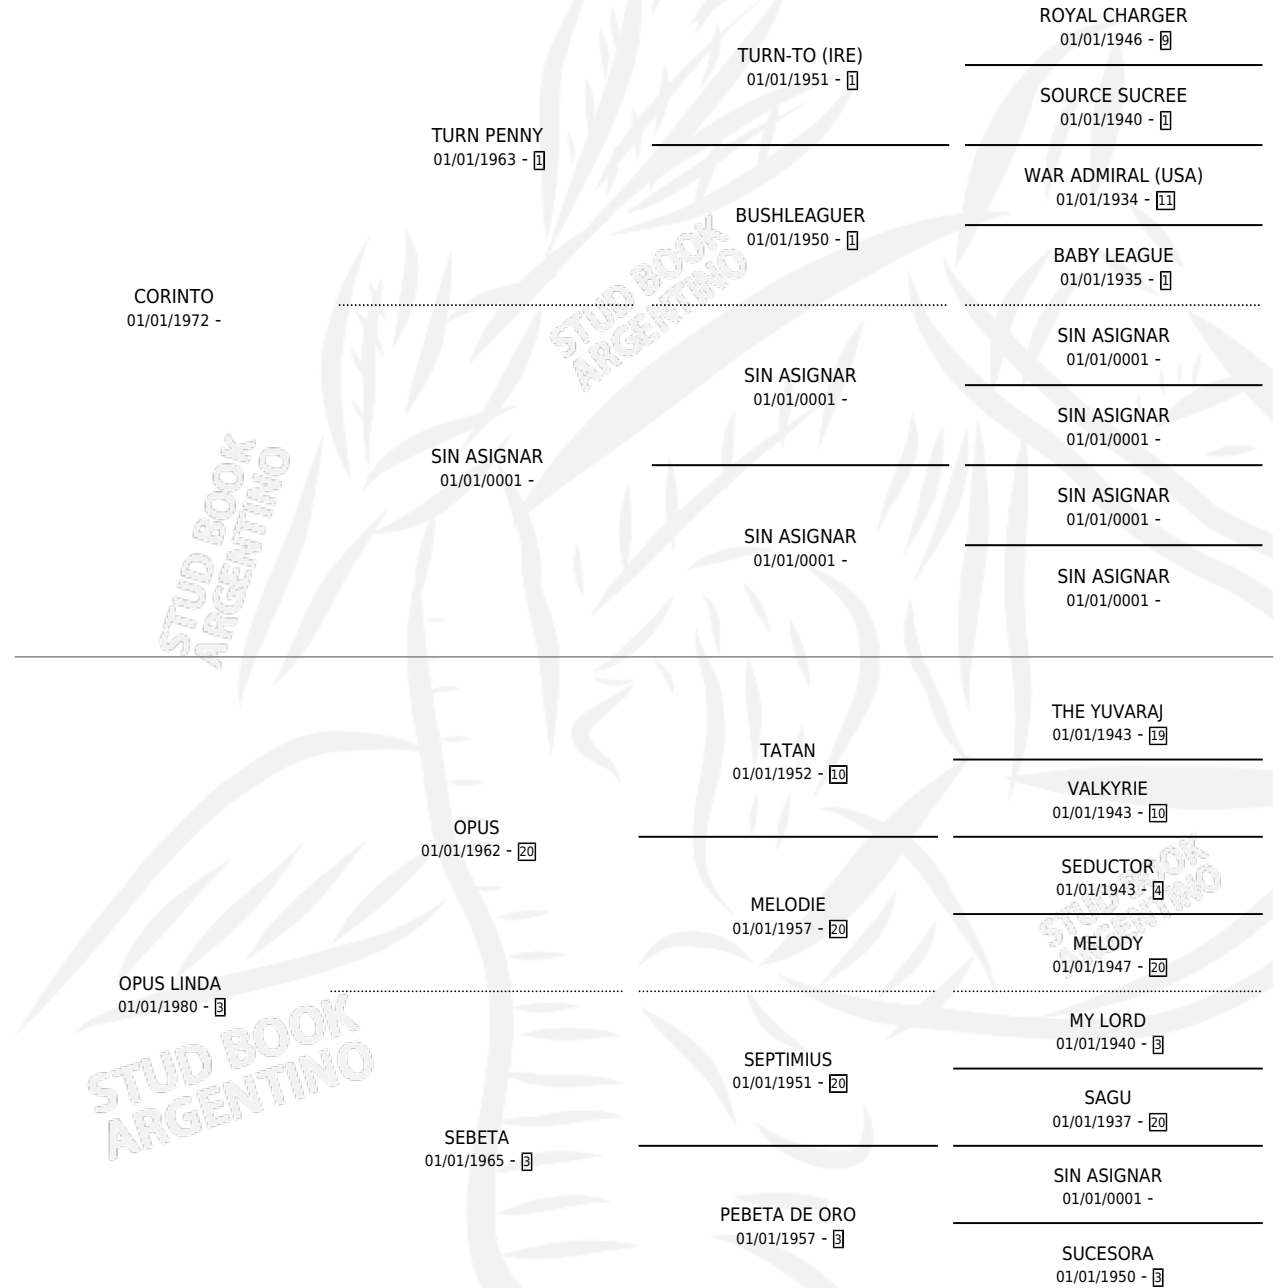 ROYAL CHARGER
01/01/1946 - 9
TURN-TO (IRE)
01/01/1951 - 1
SOURCE SUCREE
01/01/1940 - 1
TURN PENNY
01/01/1963 - 1
WAR ADMIRAL (USA)
01/01/1934 - 11
BUSHLEAGUER
01/01/1950 - 1
BABY LEAGUE
01/01/1935 - 1
STUD BOOK
ARGENTINO
CORINTO
01/01/1972 -
SIN ASIGNAR
01/01/0001 -
SIN ASIGNAR
01/01/0001 -
SIN ASIGNAR
01/01/0001 -
SIN ASIGNAR
01/01/0001 -
SIN ASIGNAR
01/01/0001 -
SIN ASIGNAR
01/01/0001 -
SIN ASIGNAR
01/01/0001 -
STUD BOOK
ARGENTINO
THE YUVARAJ
01/01/1943 - 19
TATAN
01/01/1952 - 10
VALKYRIE
01/01/1943 - 10
OPUS
01/01/1962 - 20
SEDUCTOR
01/01/1943 - 4
MELODIE
01/01/1957 - 20
MELODY
01/01/1947 - 20
STUD BOOK
ARGENTINO
OPUS LINDA
01/01/1980 - 3
MY LORD
01/01/1940 - 3
SEPTIMIUS
01/01/1951 - 20
SAGU
01/01/1937 - 20
STUD BOOK
ARGENTINO
SEBETA
01/01/1965 - 3
SIN ASIGNAR
01/01/0001 -
PEBETA DE ORO
01/01/1957 - 3
SUCESORA
01/01/1950 - 3